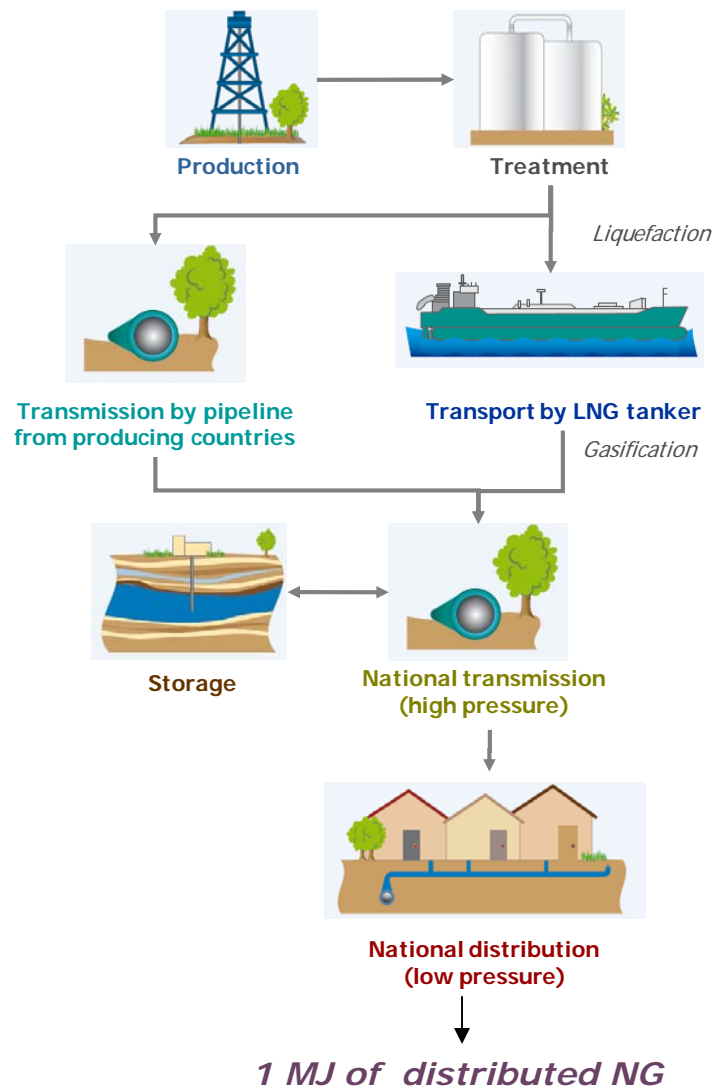 Production
Treatment
Liquefaction
Transmission by pipeline
from producing countries
Transport by LNG tanker
Gasification
Storage
National transmission
(high pressure)
National distribution
(low pressure)
1 MJ of distributed NG